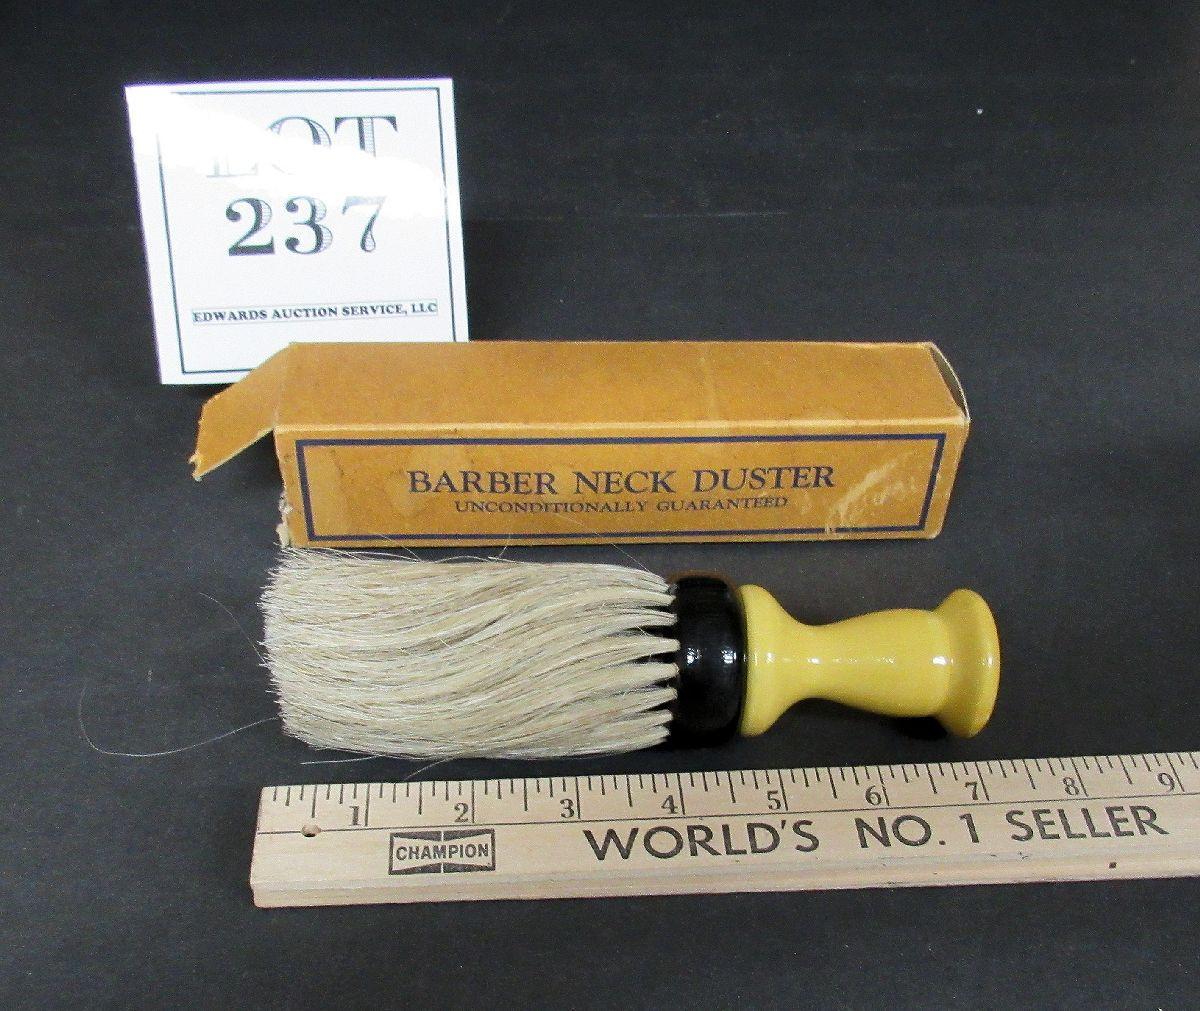 LOT
237
EDWARDS AUCTION SERVICE, LLC
BARBER NECK DUSTER
UNCONDITIONALLY GUARANTEED
1 2 3 4 5 6 7 8 9
CHAMPION
WORLD'S NO. 1 SELLER